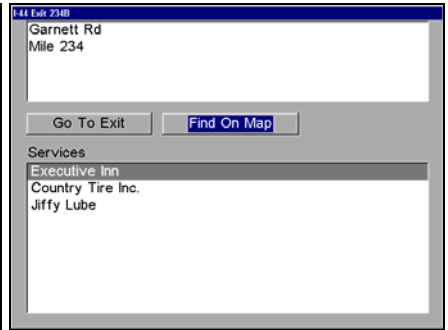 I-44 Exit 234B
Garnett Rd
Mile 234
Go To Exit
Find On Map
Services
Executive Inn
Country Tire Inc.
Jiffy Lube